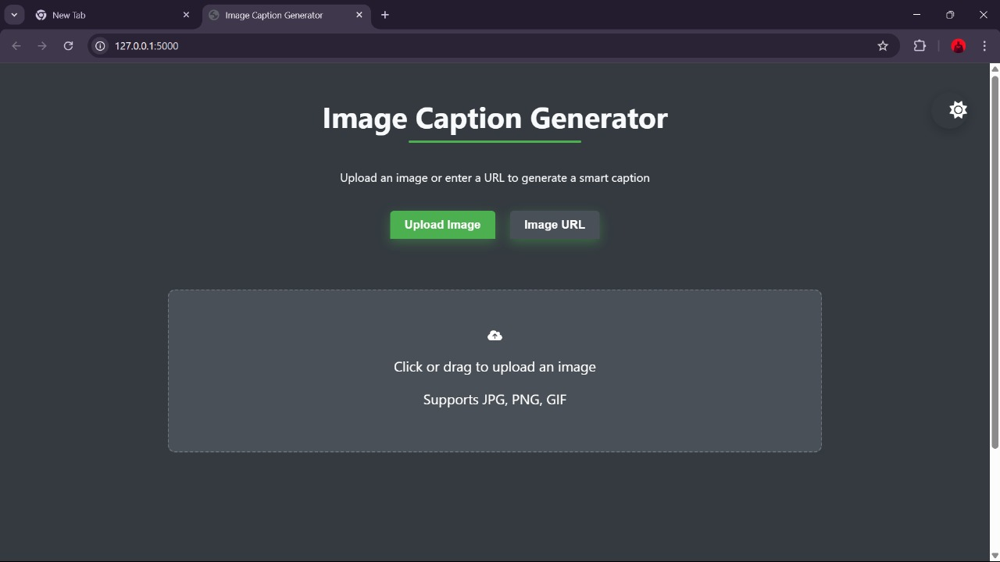 New Tab
Image Caption Generator
127.0.0.1:5000
Image Caption Generator
Upload an image or enter a URL to generate a smart caption
Upload Image
Image URL
Click or drag to upload an image
Supports JPG, PNG, GIF